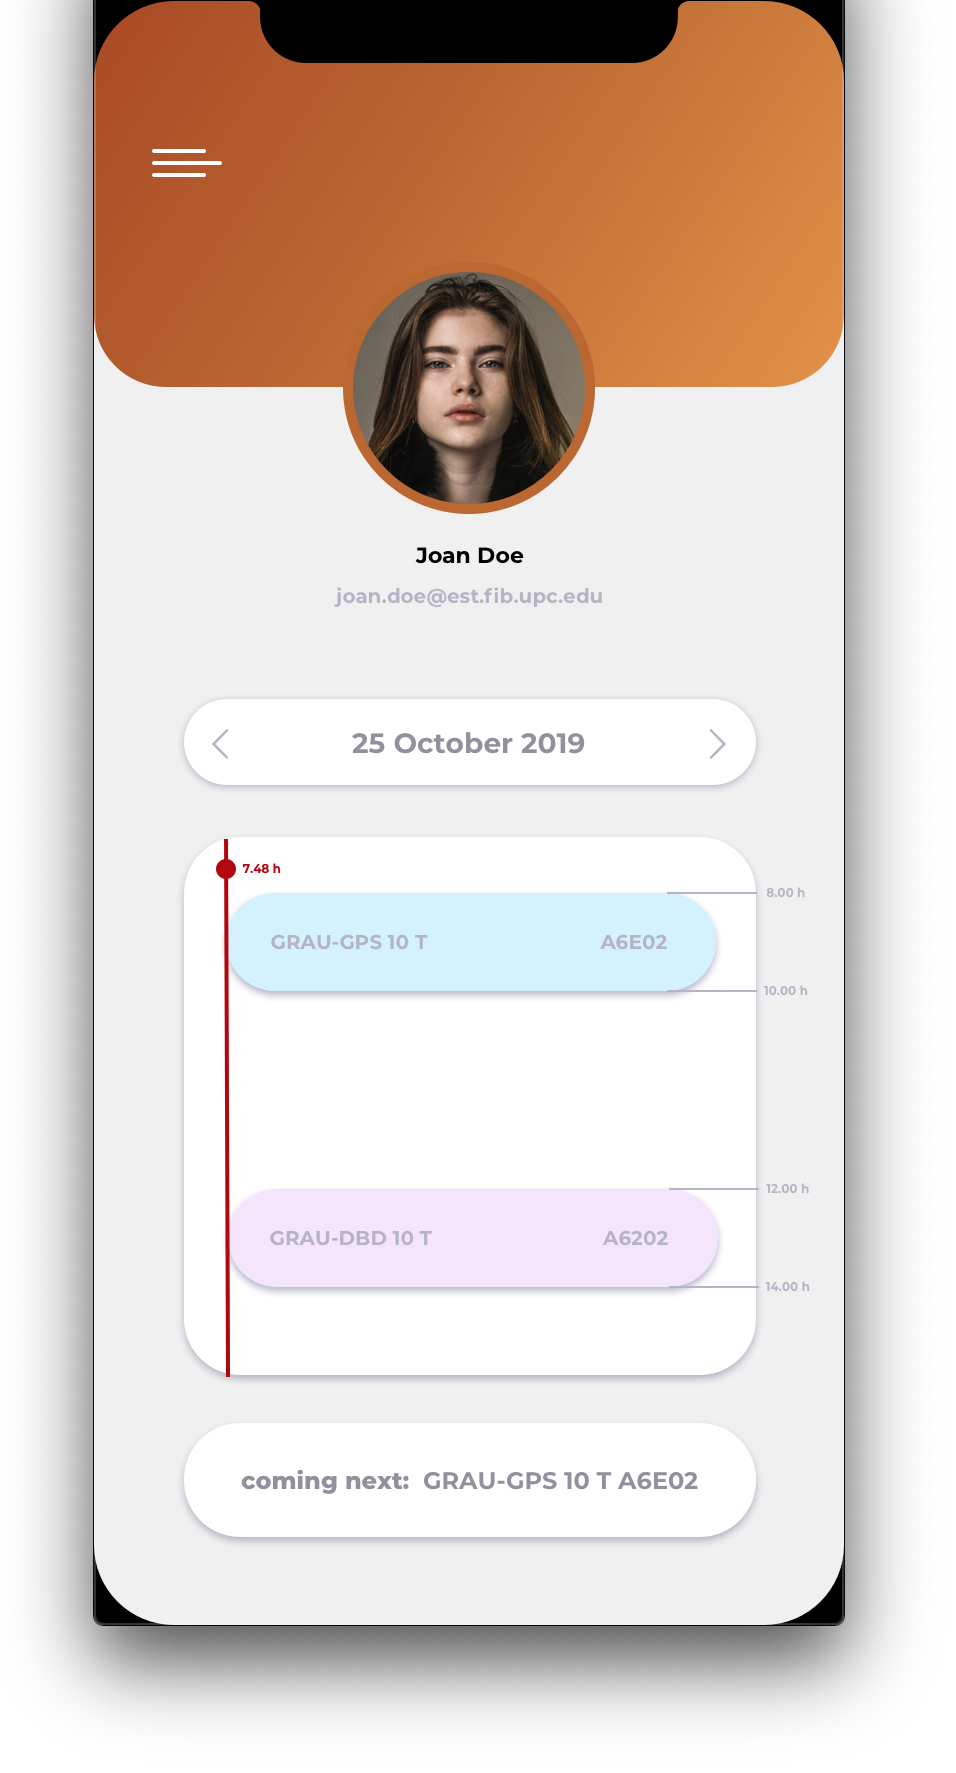 Joan Doe
joan.doe@est.fib.upc.edu
25 October 2019
7.48 h
8.00 h
GRAU-GPS 10 T A6E02
10.00 h
12.00 h
GRAU-DBD 10 T A6202
14.00 h
coming next: GRAU-GPS 10 T A6E02